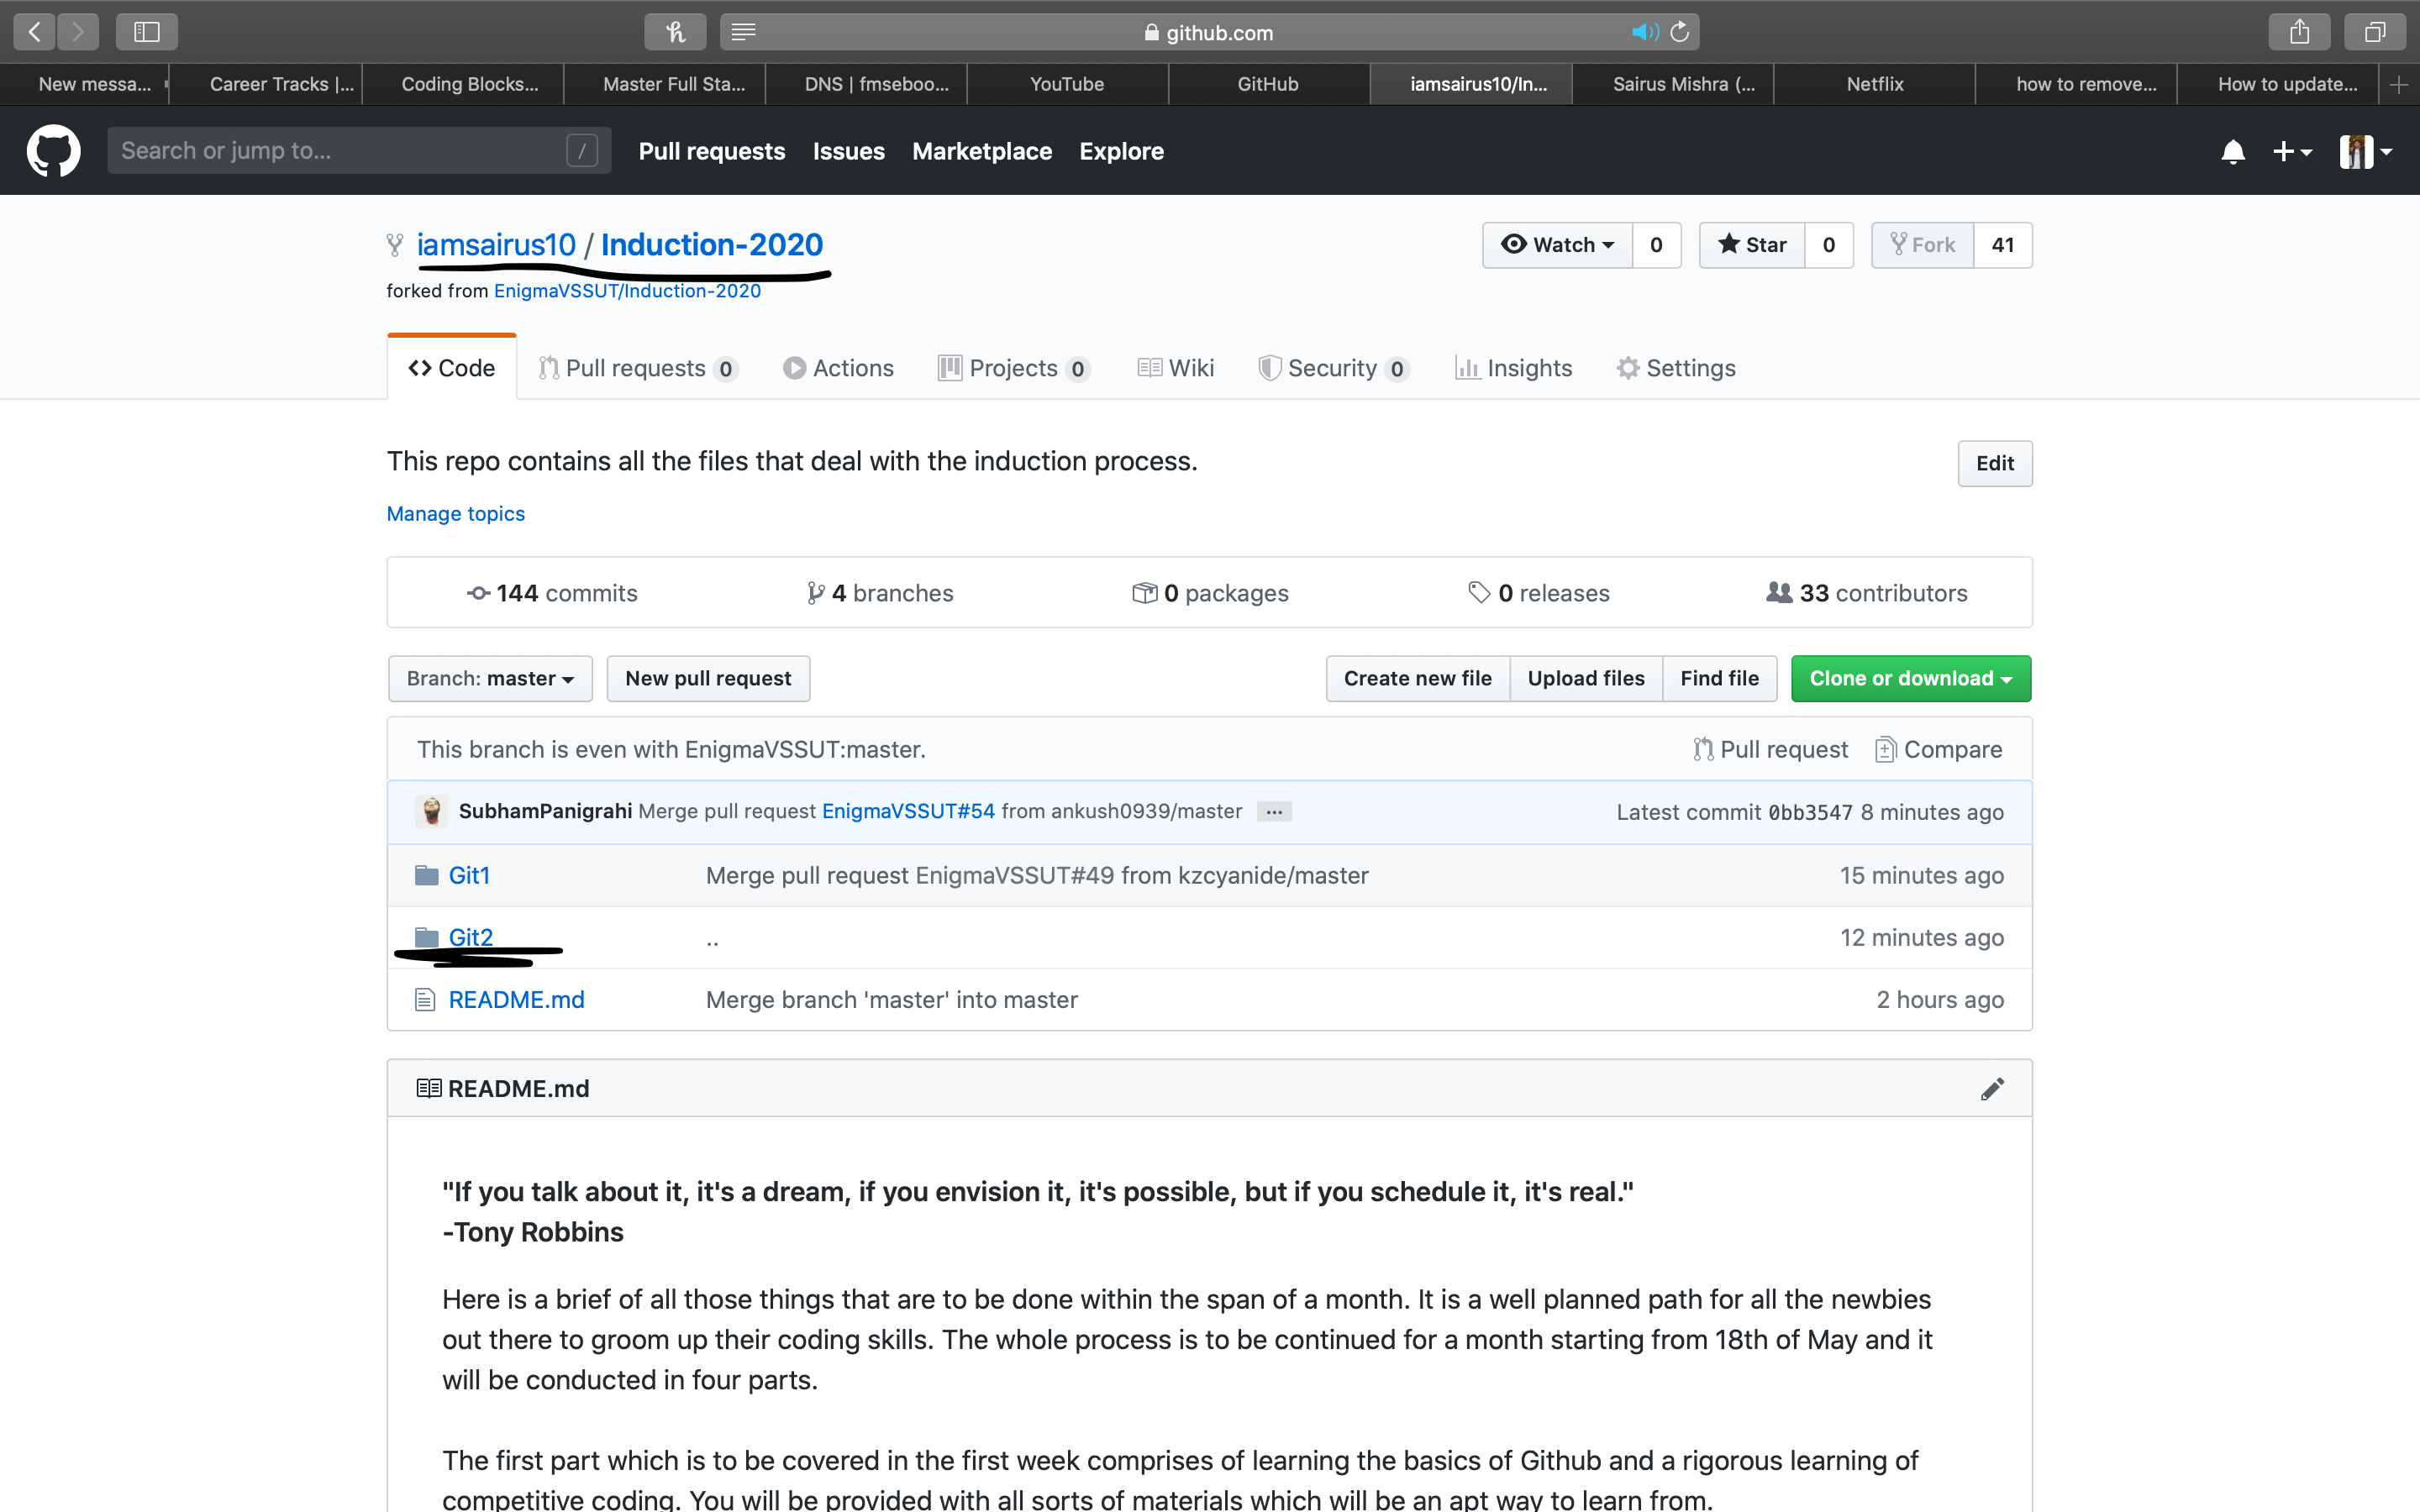 github.com
New messa...
Career Tracks |...
Coding Blocks...
Master Full Sta...
DNS | fmseboo...
YouTube
GitHub
iamsairus10/In...
Sairus Mishra (...
Netflix
how to remove...
How to update...
Search or jump to... /
Pull requests Issues Marketplace Explore
iamsairus10 / Induction-2020
Watch 0 Star 0 Fork 41
forked from EnigmaVSSUT/Induction-2020
Code Pull requests 0 Actions Projects 0 Wiki Security 0 Insights Settings
This repo contains all the files that deal with the induction process.
Edit
Manage topics
144 commits 4 branches 0 packages 0 releases 33 contributors
Branch: master New pull request Create new file Upload files Find file Clone or download
This branch is even with EnigmaVSSUT:master. Pull request Compare
SubhamPanigrahi Merge pull request EnigmaVSSUT#54 from ankush0939/master ... Latest commit 0bb3547 8 minutes ago
Git1 Merge pull request EnigmaVSSUT#49 from kzcyanide/master 15 minutes ago
Git2 .. 12 minutes ago
README.md Merge branch 'master' into master 2 hours ago
README.md
"If you talk about it, it's a dream, if you envision it, it's possible, but if you schedule it, it's real."
-Tony Robbins
Here is a brief of all those things that are to be done within the span of a month. It is a well planned path for all the newbies
out there to groom up their coding skills. The whole process is to be continued for a month starting from 18th of May and it
will be conducted in four parts.
The first part which is to be covered in the first week comprises of learning the basics of Github and a rigorous learning of
competitive coding. You will be provided with all sorts of materials which will be an apt way to learn from.